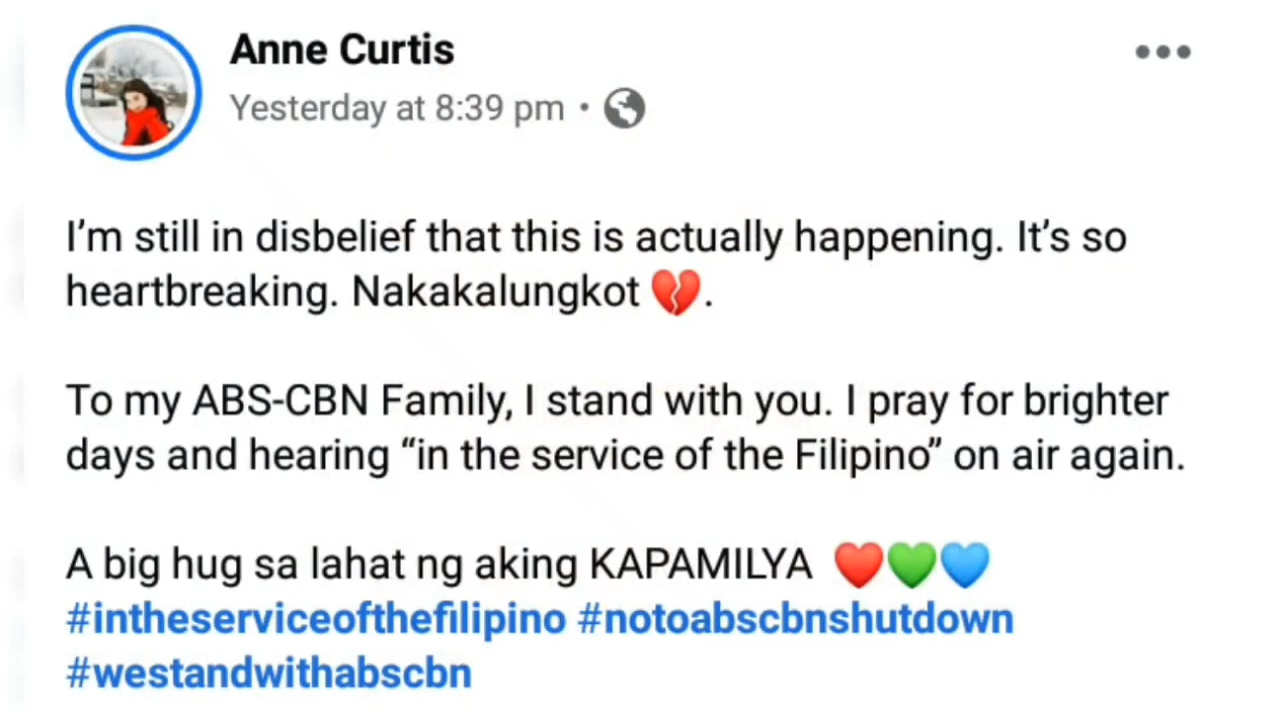 Anne Curtis
Yesterday at 8:39 pm ·
I'm still in disbelief that this is actually happening. It's so
heartbreaking. Nakakalungkot 💔.
To my ABS-CBN Family, I stand with you. I pray for brighter
days and hearing “in the service of the Filipino” on air again.
A big hug sa lahat ng aking KAPAMILYA ❤️💚💙
#intheserviceofthefilipino #notoabscbnshutdown
#westandwithabscbn